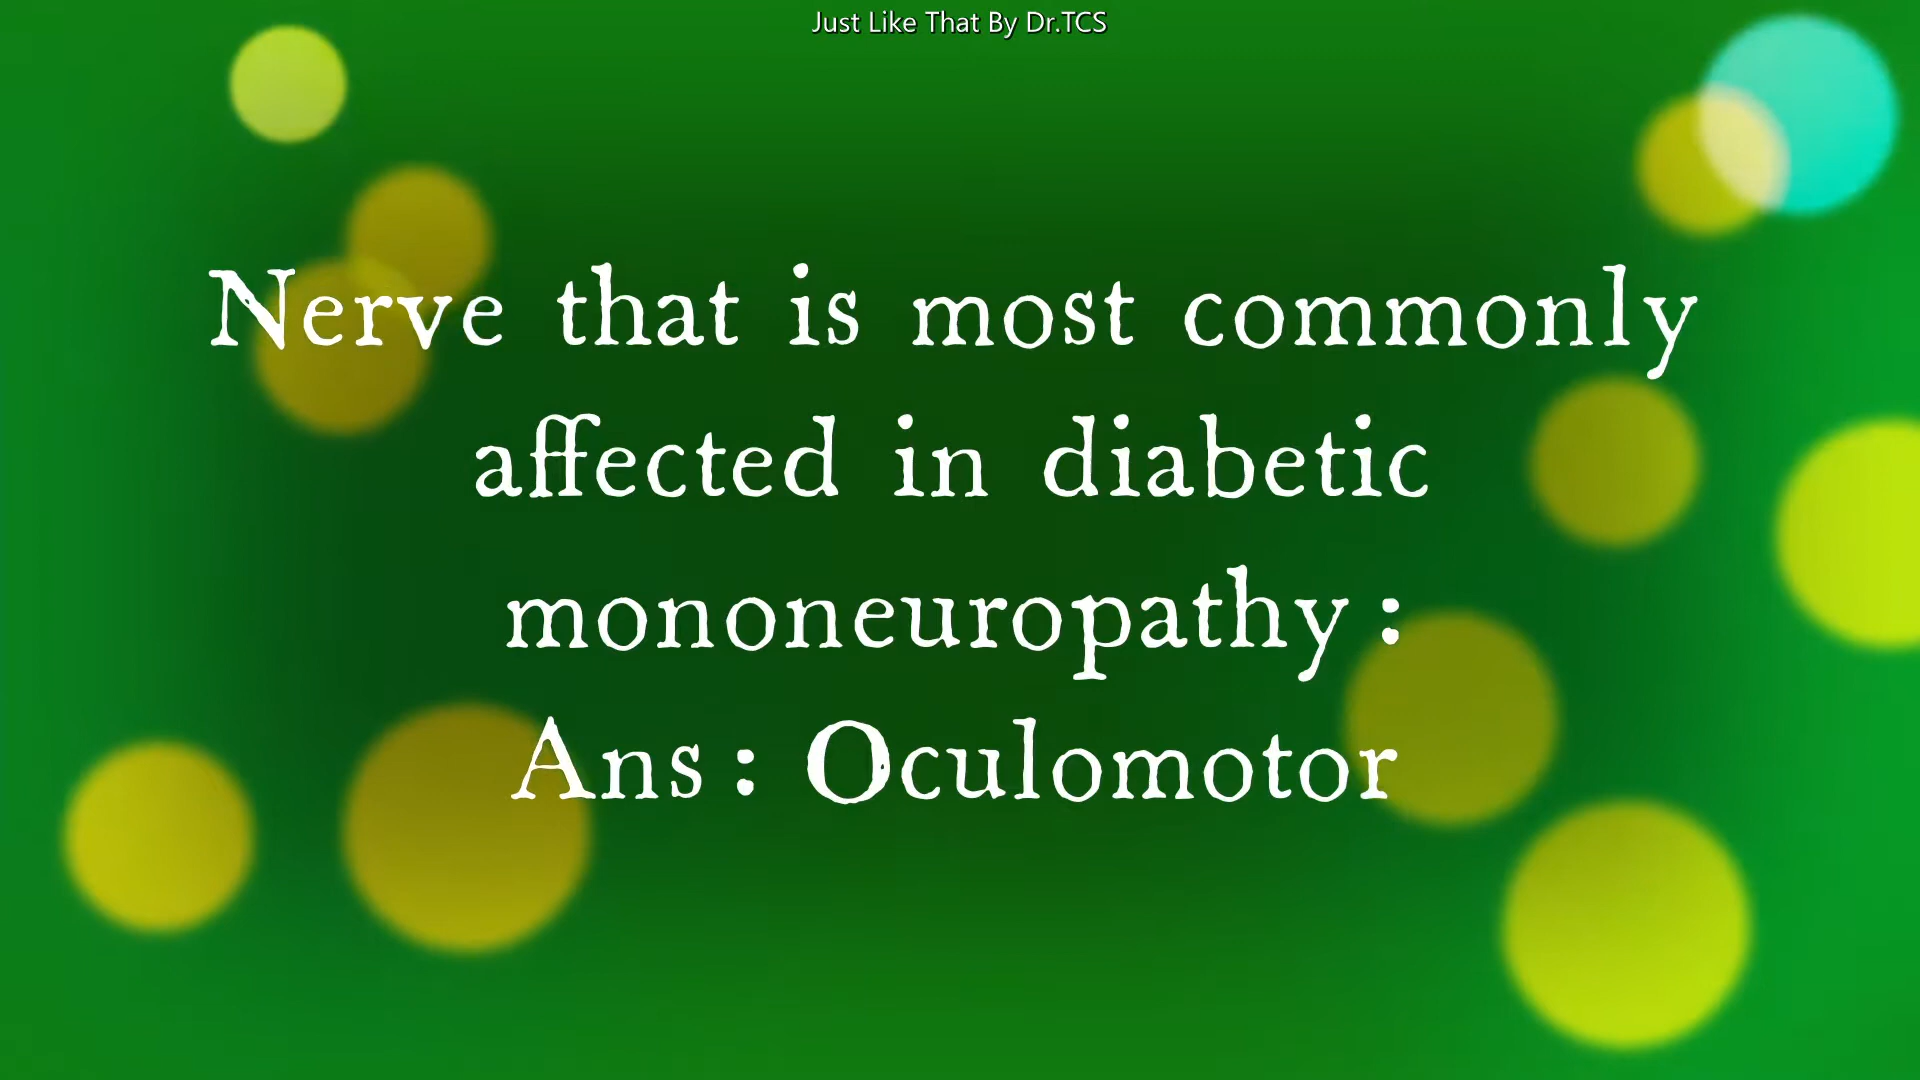 Just Like That By Dr.TCS
Nerve that is most commonly
affected in diabetic
mononeuropathy :
Ans : Oculomotor